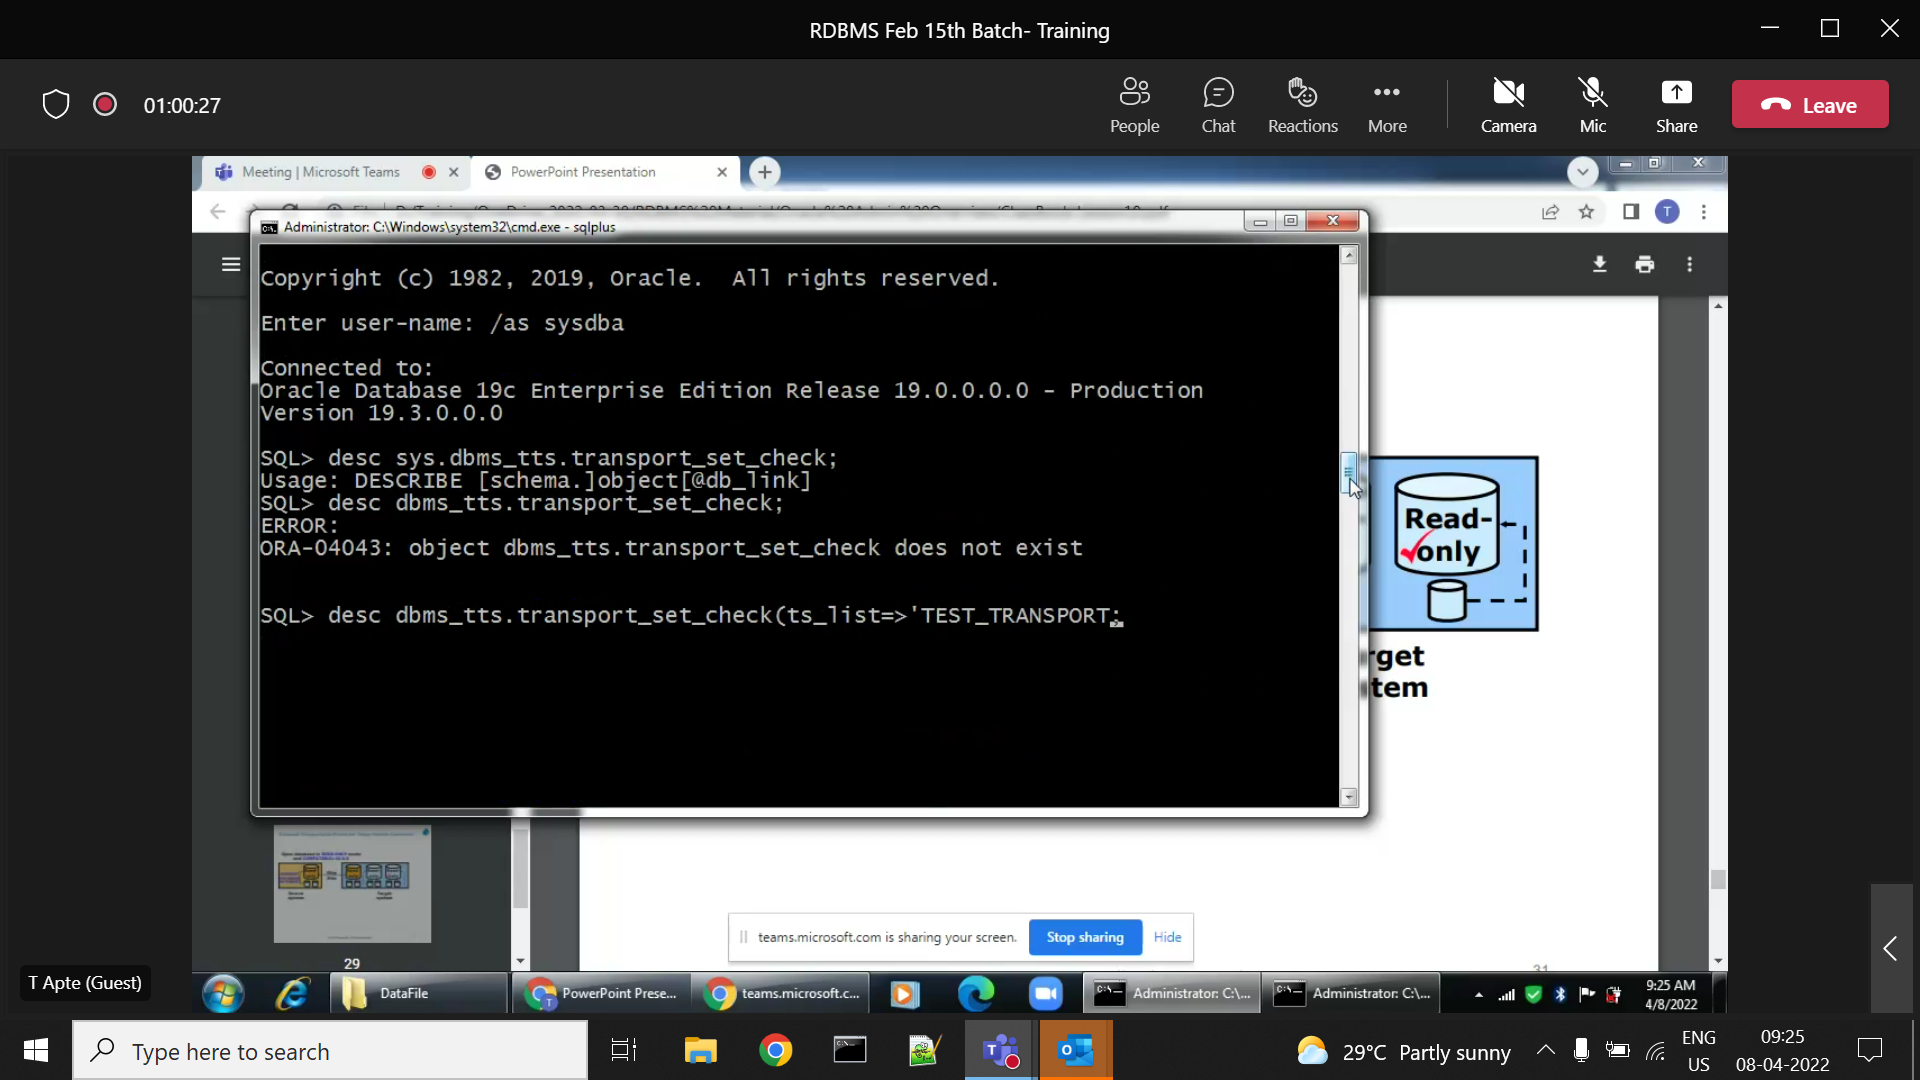 RDBMS Feb 15th Batch- Training
01:00:27
People
Chat
Reactions
More
Camera
Mic
Share
Leave
Meeting | Microsoft Teams
PowerPoint Presentation
T
Administrator: C:\Windows\system32\cmd.exe - sqlplus
Copyright (c) 1982, 2019, Oracle.  All rights reserved.
Enter user-name: /as sysdba
Connected to:
Oracle Database 19c Enterprise Edition Release 19.0.0.0.0 - Production
Version 19.3.0.0.0
SQL> desc sys.dbms_tts.transport_set_check;
Usage: DESCRIBE [schema.]object[@db_link]
SQL> desc dbms_tts.transport_set_check;
ERROR:
ORA-04043: object dbms_tts.transport_set_check does not exist
SQL> desc dbms_tts.transport_set_check(ts_list=>'TEST_TRANSPORT;
Read-
only
rget
tem
29
31
teams.microsoft.com is sharing your screen.
Stop sharing
Hide
T Apte (Guest)
DataFile
PowerPoint Prese...
teams.microsoft.c...
Administrator: C:\...
Administrator: C:\...
9:25 AM
4/8/2022
Type here to search
29°C Partly sunny
ENG
US
09:25
08-04-2022